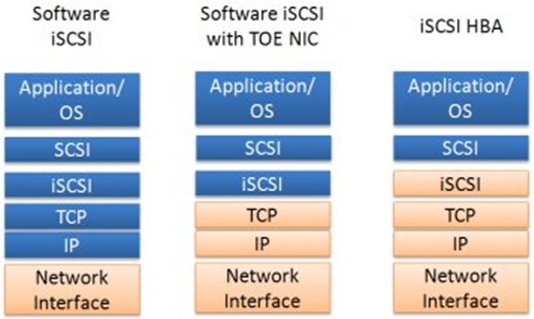 Software
iSCSI
Application/
OS
SCSI
iSCSI
TCP
IP
Network
Interface
Software iSCSI
with TOE NIC
Application/
OS
SCSI
iSCSI
TCP
IP
Network
Interface
iSCSI HBA
Application/
OS
SCSI
iSCSI
TCP
IP
Network
Interface